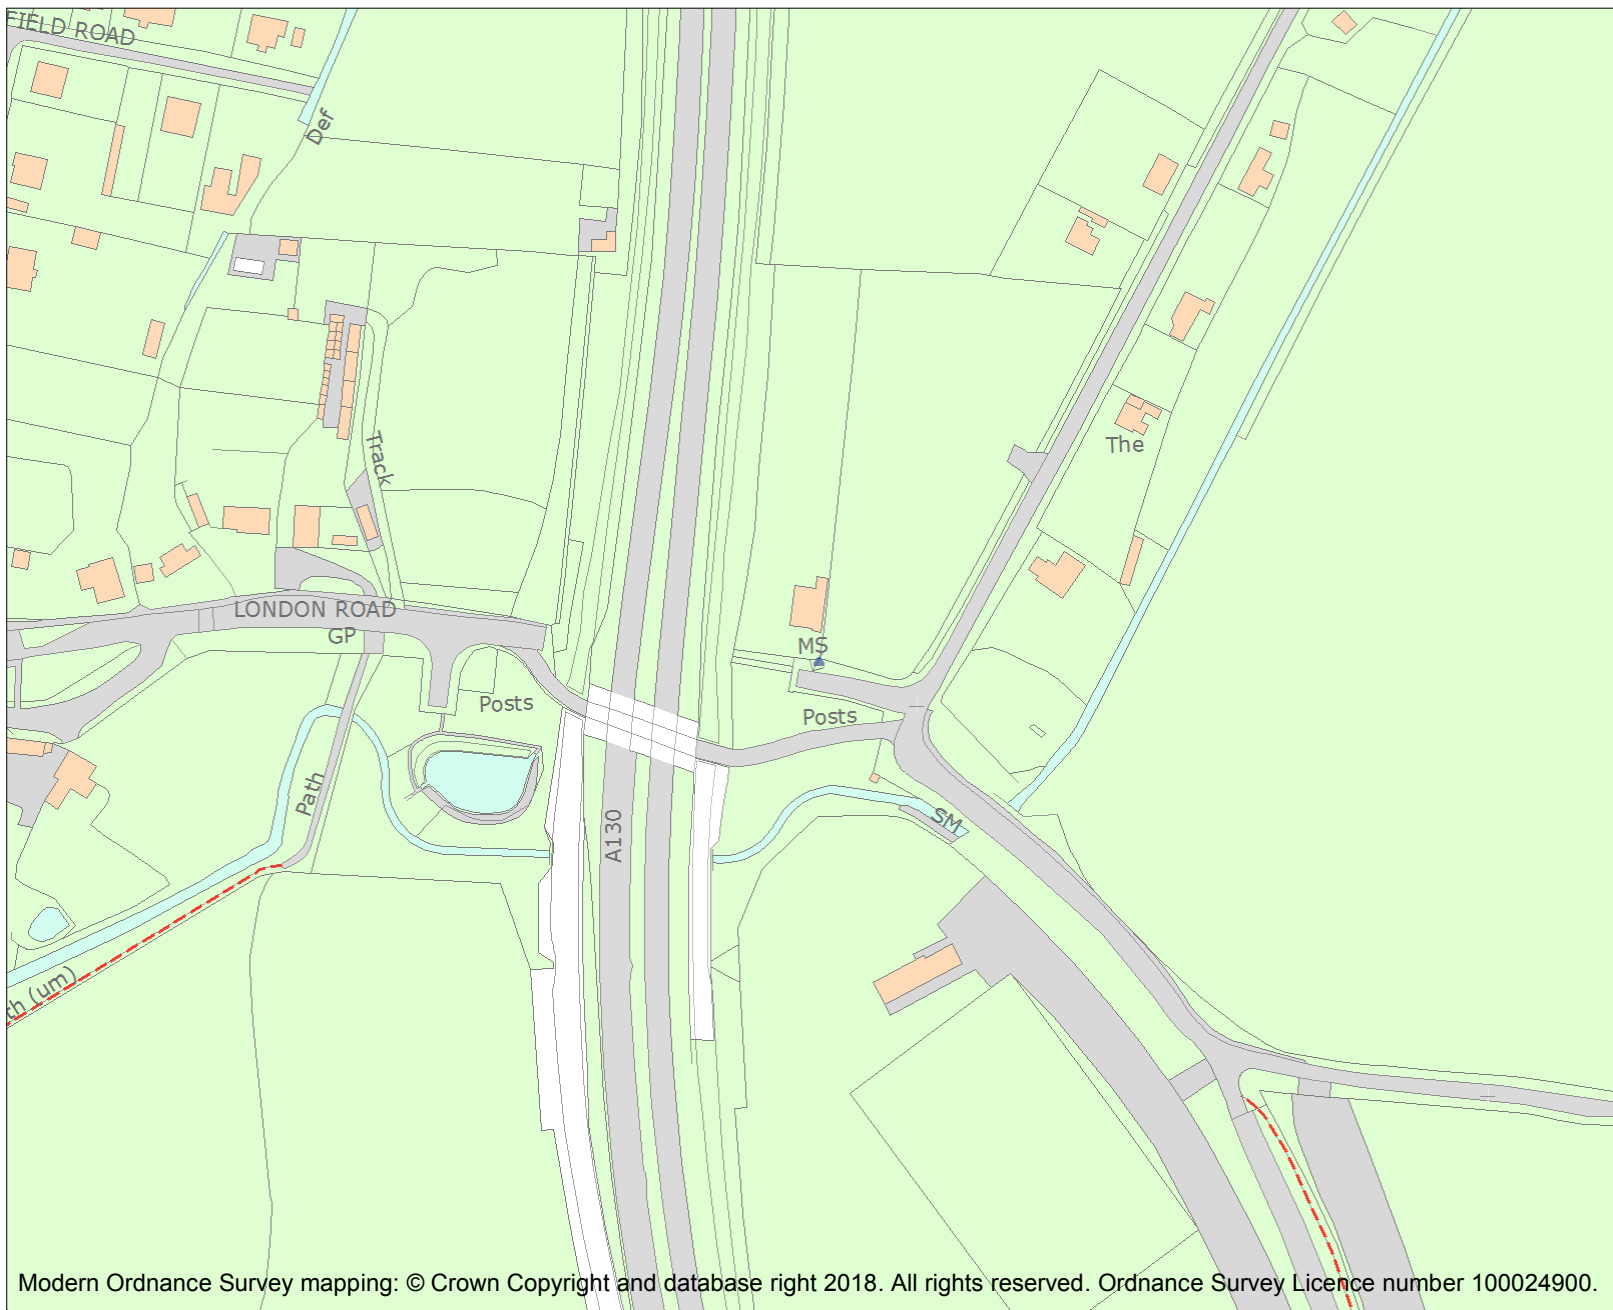 FIELD ROAD
Def
Track
The
LONDON ROAD
GP
MS
Posts
Posts
Path
A130
SM
th (um)
Modern Ordnance Survey mapping: © Crown Copyright and database right 2018. All rights reserved. Ordnance Survey Licence number 100024900.